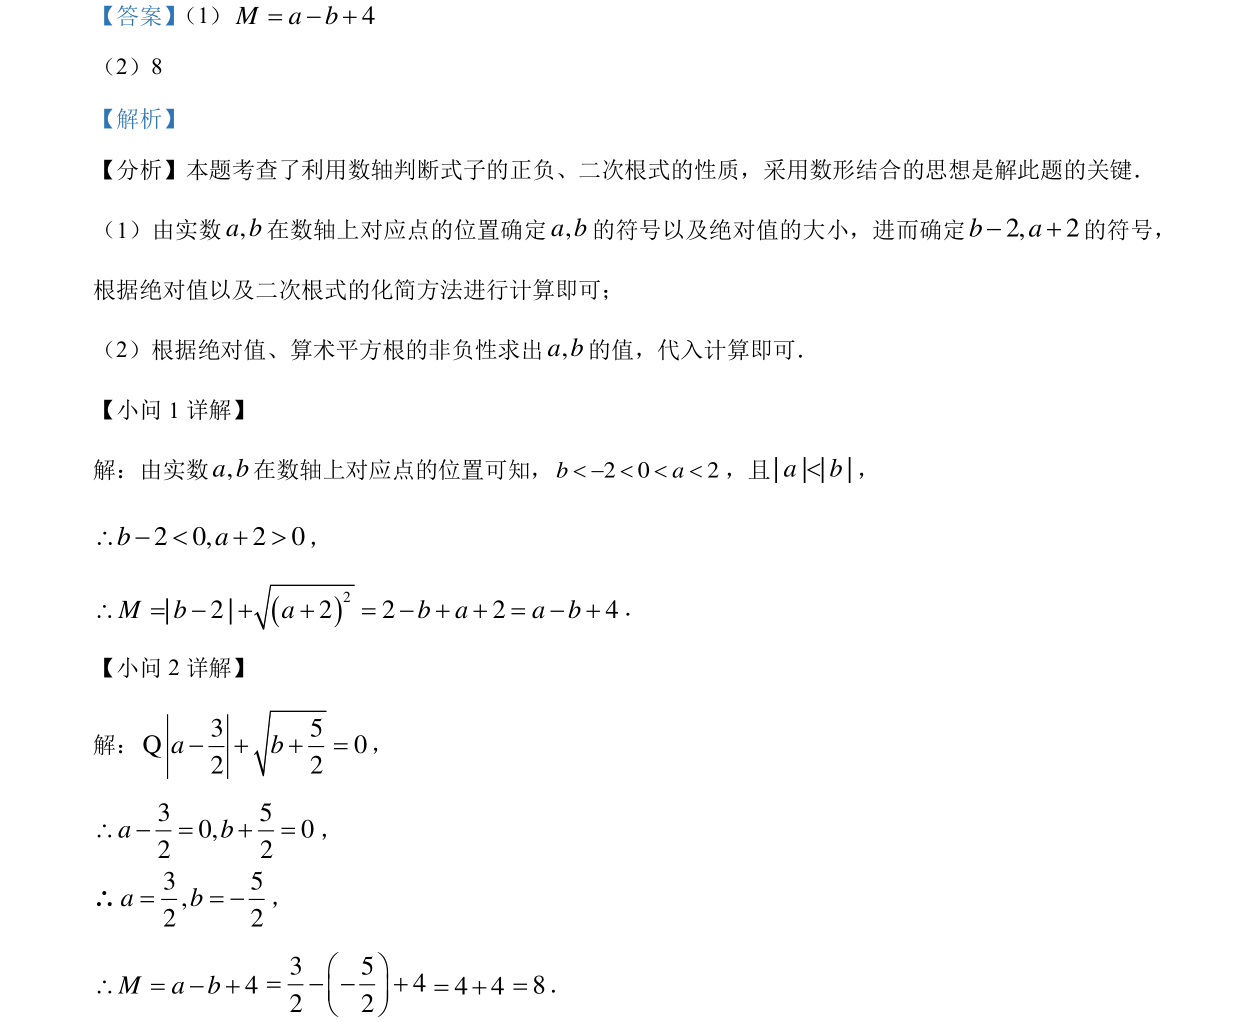 【答案】（1）M = a − b + 4
（2）8
【解析】
【分析】本题考查了利用数轴判断式子的正负、二次根式的性质，采用数形结合的思想是解此题的关键．
（1）由实数 a,b 在数轴上对应点的位置确定 a,b 的符号以及绝对值的大小，进而确定 b − 2, a + 2 的符号，
根据绝对值以及二次根式的化简方法进行计算即可；
（2）根据绝对值、算术平方根的非负性求出 a,b 的值，代入计算即可．
【小问 1 详解】
解：由实数 a,b 在数轴上对应点的位置可知，b < −2 < 0 < a < 2，且 |a|<|b|，
∴b − 2 < 0, a + 2 > 0，
∴M =|b − 2| + √(a + 2)² = 2 − b + a + 2 = a − b + 4．
【小问 2 详解】
解：Q |a − 3/2| + √(b + 5/2) = 0，
∴a − 3/2 = 0, b + 5/2 = 0，
∴ a = 3/2, b = −5/2，
∴M = a − b + 4 = 3/2 − (−5/2) + 4 = 4 + 4 = 8．